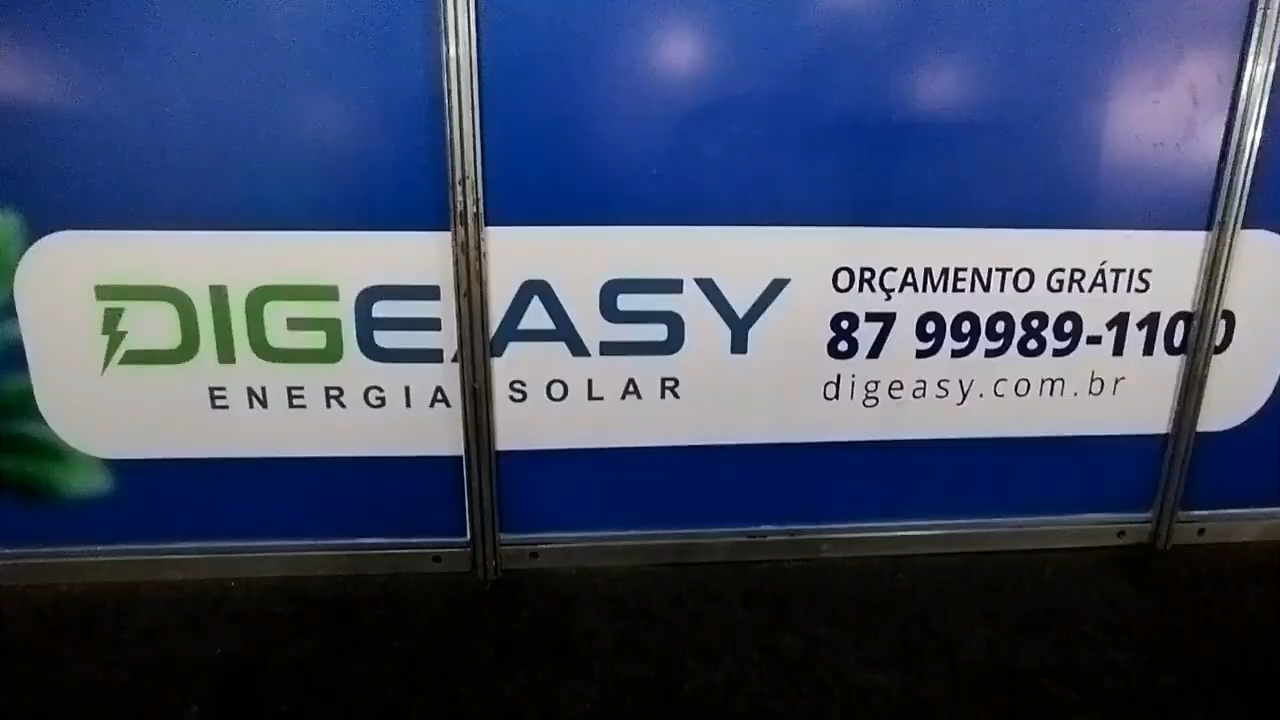 DIGEASY
ENERGIA SOLAR
ORÇAMENTO GRÁTIS
87 99989-1100
digeasy.com.br